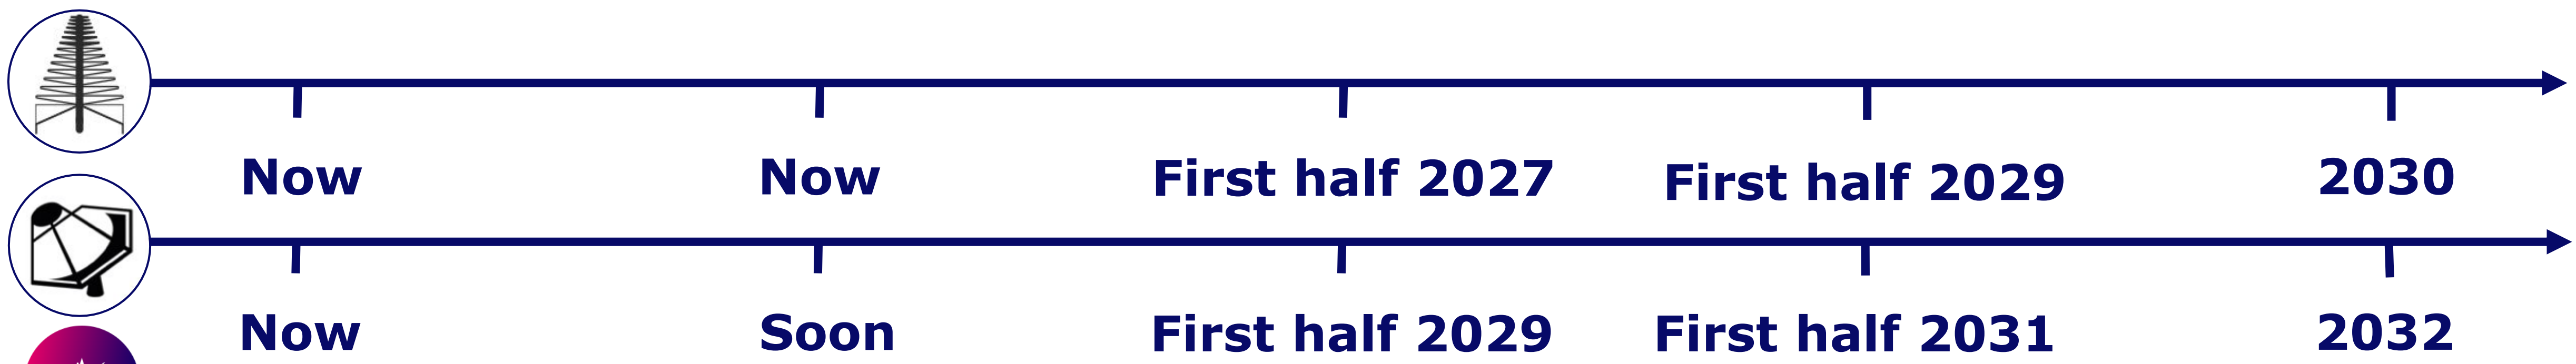 Now Now First half 2027 First half 2029 2030
Now Soon First half 2029 First half 2031 2032